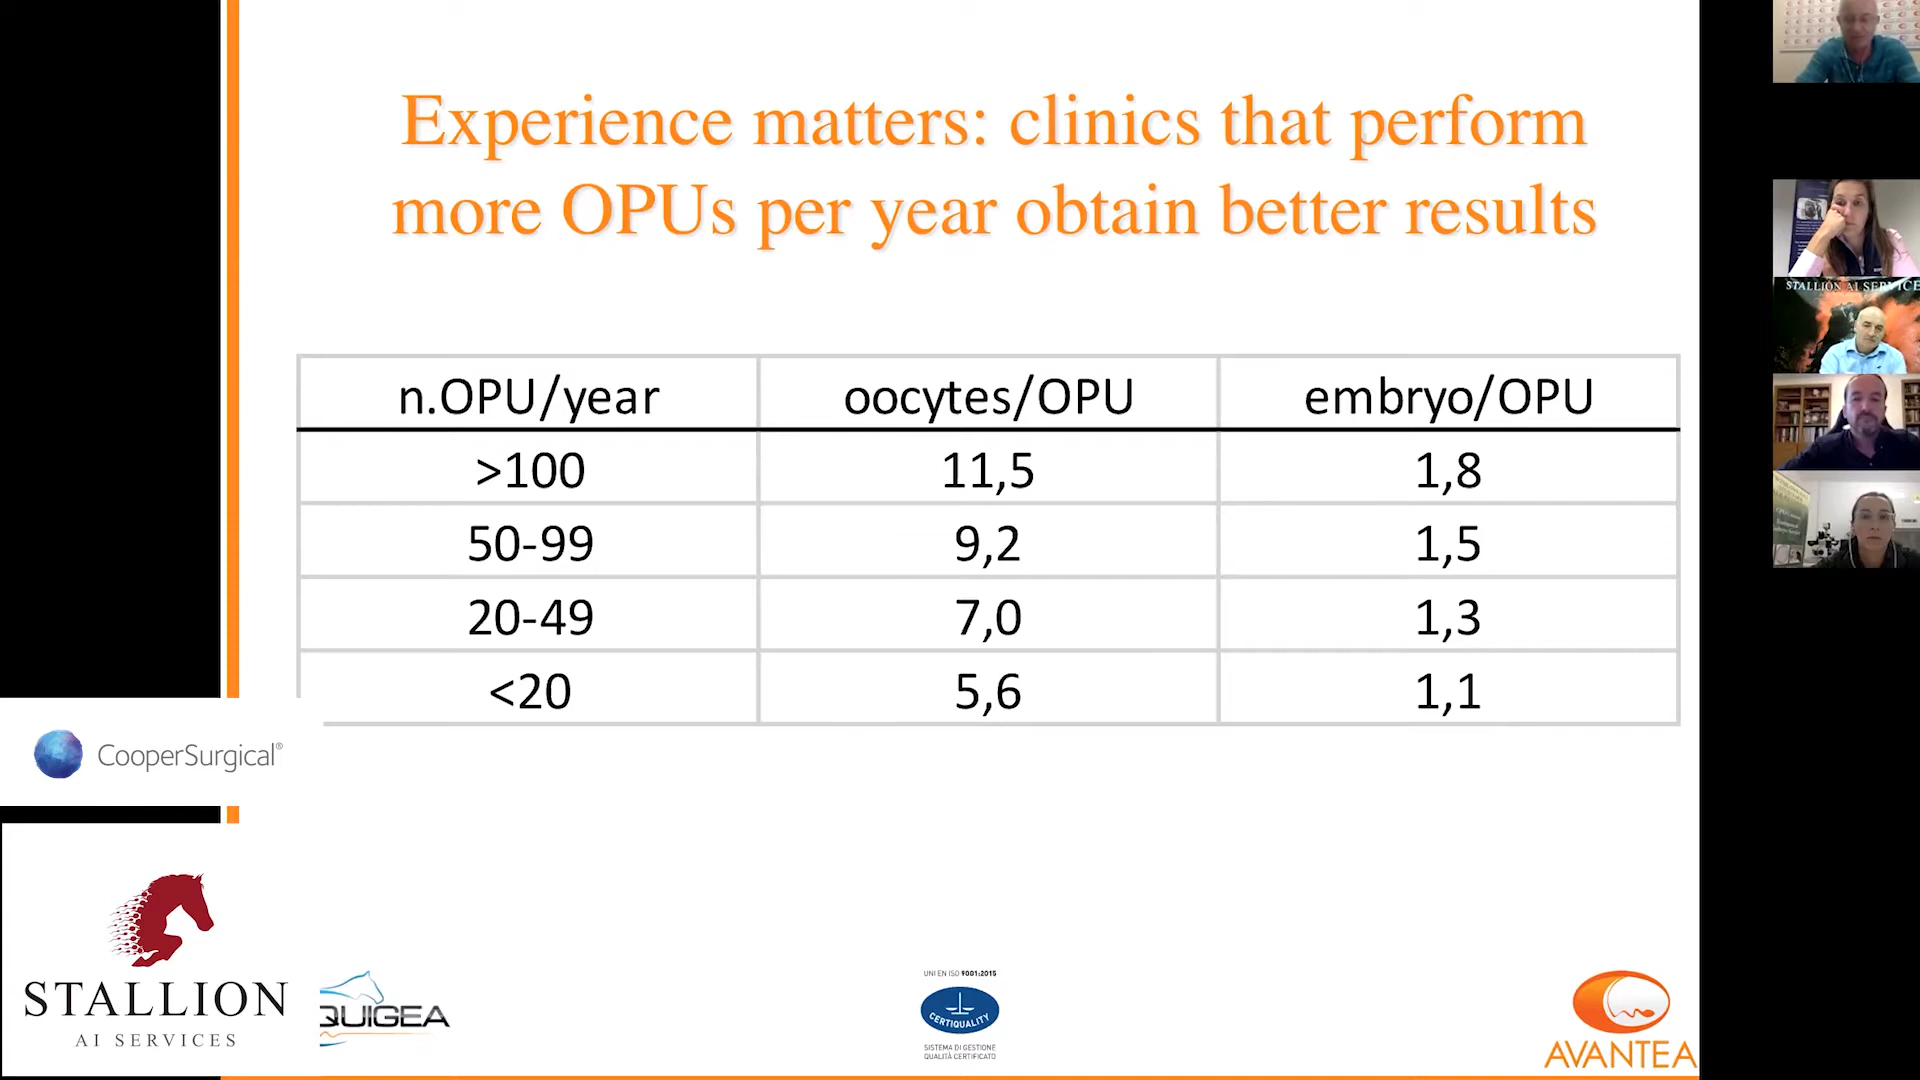 Experience matters: clinics that perform
more OPUs per year obtain better results
n.OPU/year oocytes/OPU embryo/OPU
>100 11,5 1,8
50-99 9,2 1,5
20-49 7,0 1,3
<20 5,6 1,1
CooperSurgical®
STALLION
AI SERVICES
QUIGEA
UNI EN ISO 9001:2015
CERTIQUALITY
SISTEMA DI GESTIONE
QUALITÀ CERTIFICATO
AVANTEA
STALLION AI SERVICE